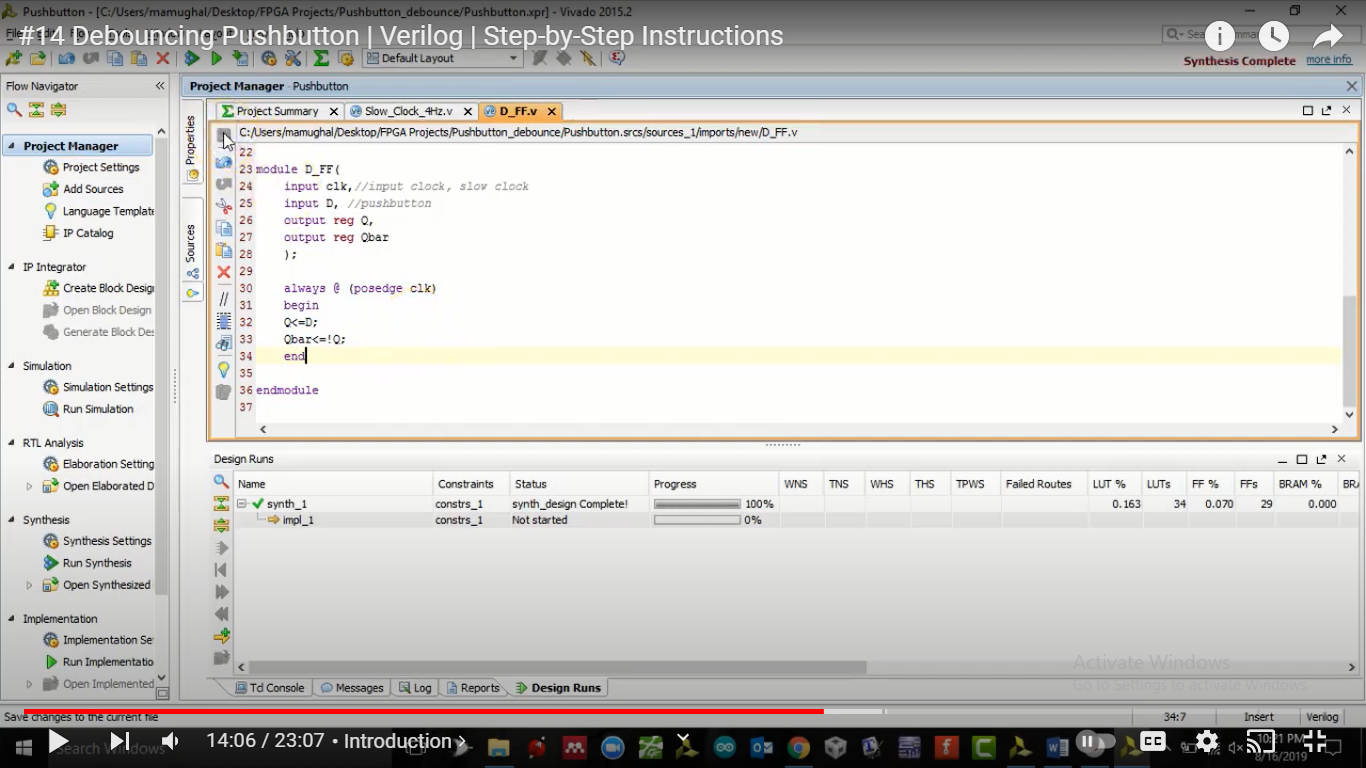 Pushbutton - [C:/Users/mamughal/Desktop/FPGA Projects/Pushbutton_debounce/Pushbutton.xpr] - Vivado 2015.2
#14 Debouncing Pushbutton | Verilog | Step-by-Step Instructions
Default Layout
Synthesis Complete more info
Flow Navigator
Project Manager - Pushbutton
Project Summary Slow_Clock_4Hz.v D_FF.v
C:/Users/mamughal/Desktop/FPGA Projects/Pushbutton_debounce/Pushbutton.srcs/sources_1/imports/new/D_FF.v
Properties
Sources
Project Manager
Project Settings
Add Sources
Language Template
IP Catalog
IP Integrator
Create Block Desig
Open Block Design
Generate Block Des
Simulation
Simulation Settings
Run Simulation
RTL Analysis
Elaboration Setting
Open Elaborated D
Synthesis
Synthesis Settings
Run Synthesis
Open Synthesized
Implementation
Implementation Se
Run Implementatio
Open Implemented
22
23 module D_FF(
24 input clk,//input clock, slow clock
25 input D, //pushbutton
26 output reg Q,
27 output reg Qbar
28 );
29
30 always @ (posedge clk)
31 begin
32 Q<=D;
33 Qbar<=!Q;
34 end
35
36 endmodule
37
Design Runs
Name Constraints Status Progress WNS TNS WHS THS TPWS Failed Routes LUT % LUTs FF % FFs BRAM %
synth_1 constrs_1 synth_design Complete! 100% 0.163 34 0.070 29 0.000
impl_1 constrs_1 Not started 0%
Activate Windows
Go to Settings to activate Windows.
Tcl Console Messages Log Reports Design Runs
Save changes to the current file
34:7 Insert Verilog
Search Windows
14:06 / 23:07 • Introduction
CC
10:21 PM
8/16/2019